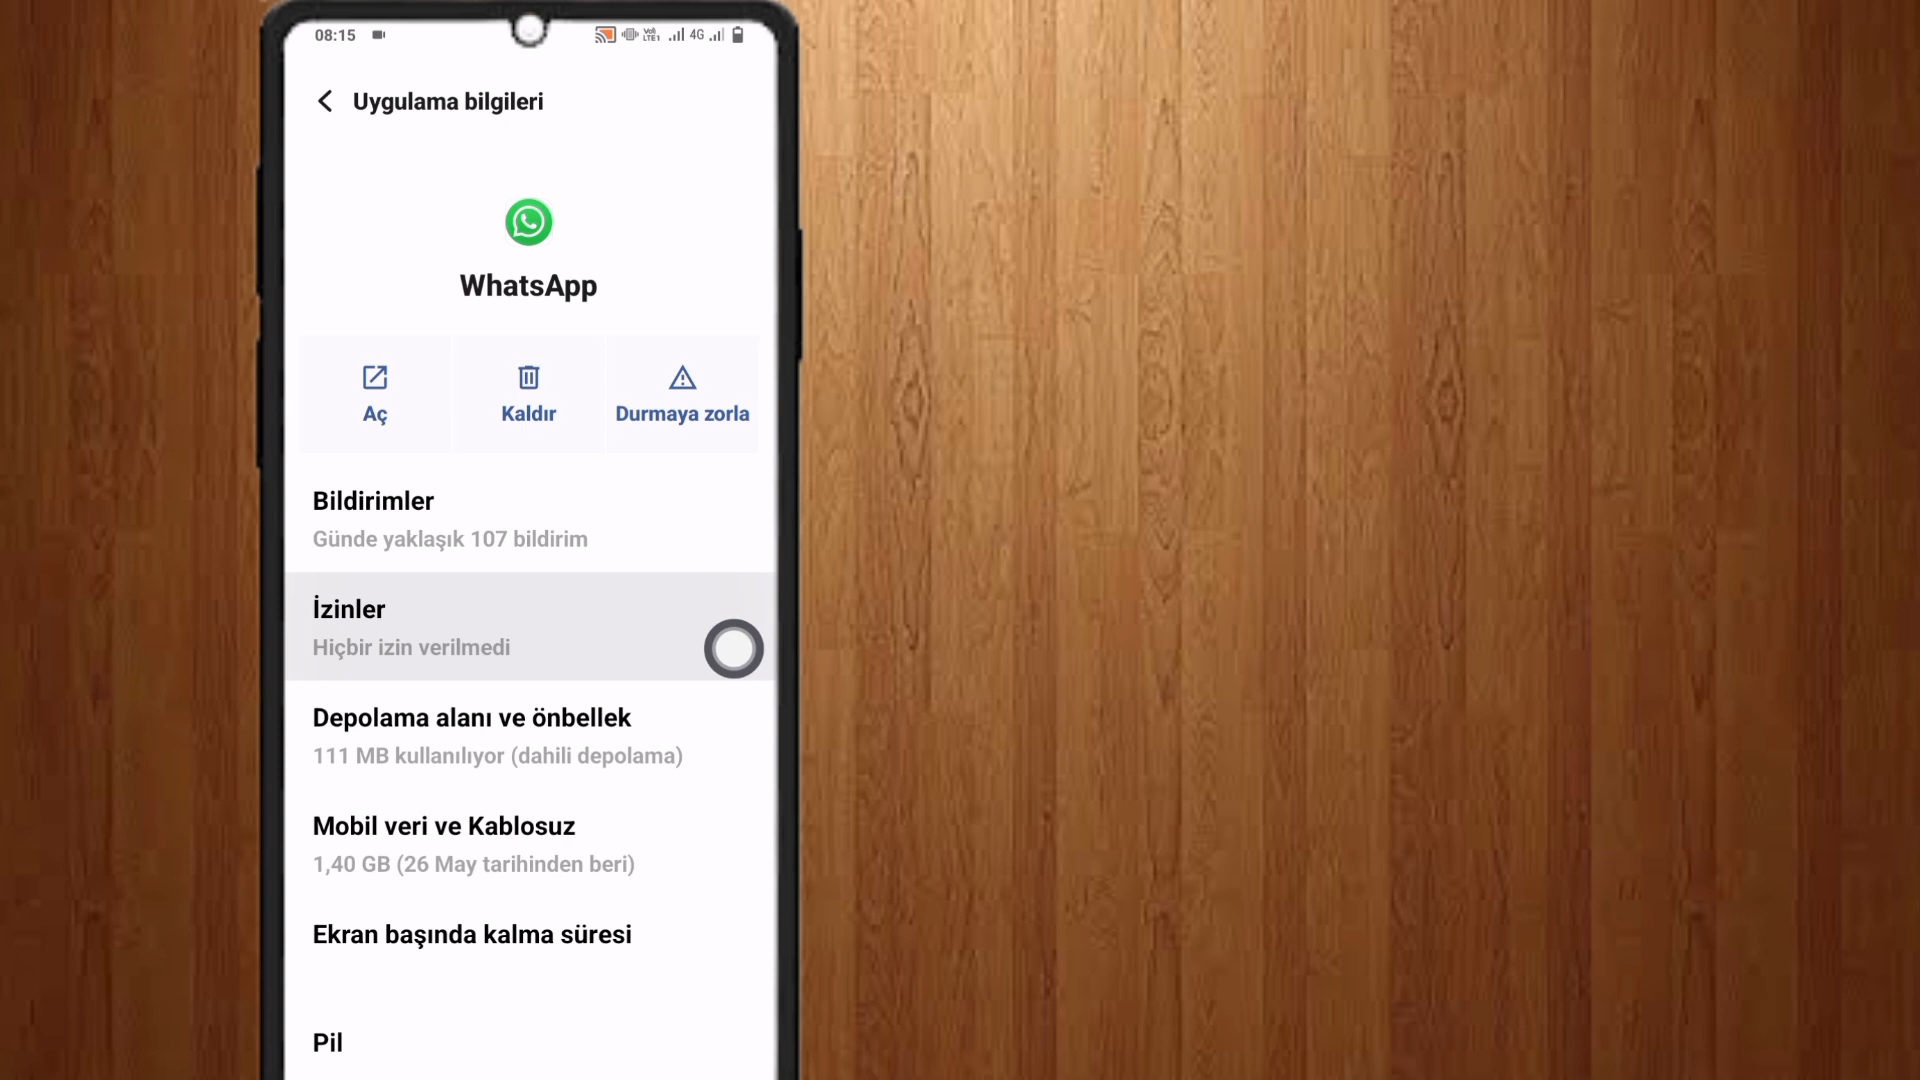 08:15
4G
Uygulama bilgileri
WhatsApp
Aç
Kaldır
Durmaya zorla
Bildirimler
Günde yaklaşık 107 bildirim
İzinler
Hiçbir izin verilmedi
Depolama alanı ve önbellek
111 MB kullanılıyor (dahili depolama)
Mobil veri ve Kablosuz
1,40 GB (26 May tarihinden beri)
Ekran başında kalma süresi
Pil